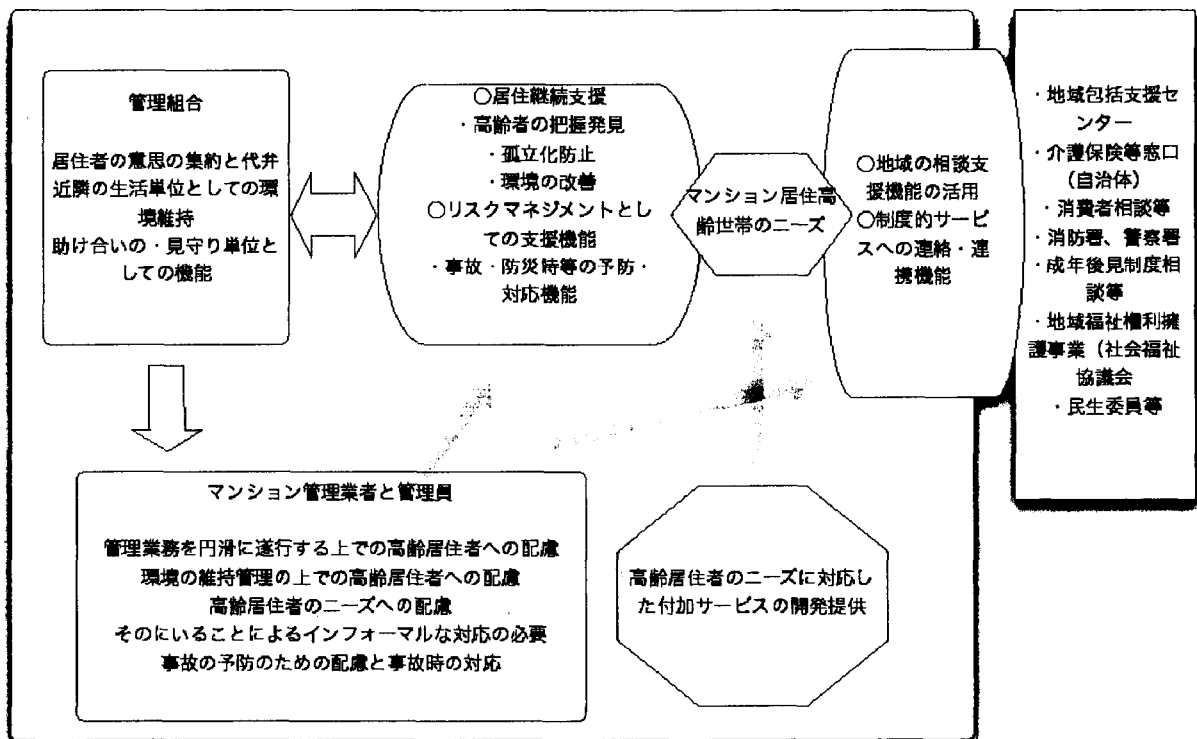 管理組合
居住者の意思の集約と代弁
近隣の生活単位としての環
境維持
助け合いの・見守り単位と
しての機能
○居住継続支援
・高齢者の把握発見
・孤立化防止
・環境の改善
○リスクマネジメントとし
ての支援機能
・事故・防災時等の予防・
対応機能
マンション居住高
齢世帯のニーズ
○地域の相談支
援機能の活用
○制度的サービ
スへの連絡・連
携機能
・地域包括支援セ
ンター
・介護保険等窓口
（自治体）
・消費者相談等
・消防署、警察署
・成年後見制度相
談等
・地域福祉権利擁
護事業（社会福祉
協議会
・民生委員等
マンション管理業者と管理員
管理業務を円滑に遂行する上での高齢居住者への配慮
環境の維持管理の上での高齢居住者への配慮
高齢居住者のニーズへの配慮
そのにいることによるインフォーマルな対応の必要
事故の予防のための配慮と事故時の対応
高齢居住者のニーズに対応し
た付加サービスの開発提供